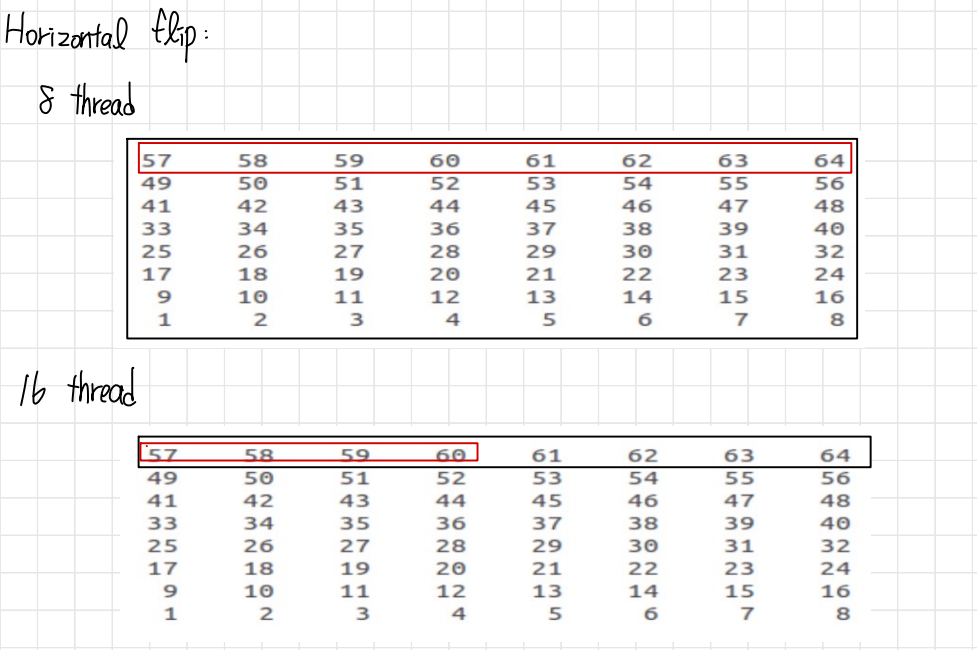 Horizontal flip:
8 thread
57 58 59 60 61 62 63 64
49 50 51 52 53 54 55 56
41 42 43 44 45 46 47 48
33 34 35 36 37 38 39 40
25 26 27 28 29 30 31 32
17 18 19 20 21 22 23 24
9 10 11 12 13 14 15 16
1 2 3 4 5 6 7 8
16 thread
57 58 59 60 61 62 63 64
49 50 51 52 53 54 55 56
41 42 43 44 45 46 47 48
33 34 35 36 37 38 39 40
25 26 27 28 29 30 31 32
17 18 19 20 21 22 23 24
9 10 11 12 13 14 15 16
1 2 3 4 5 6 7 8